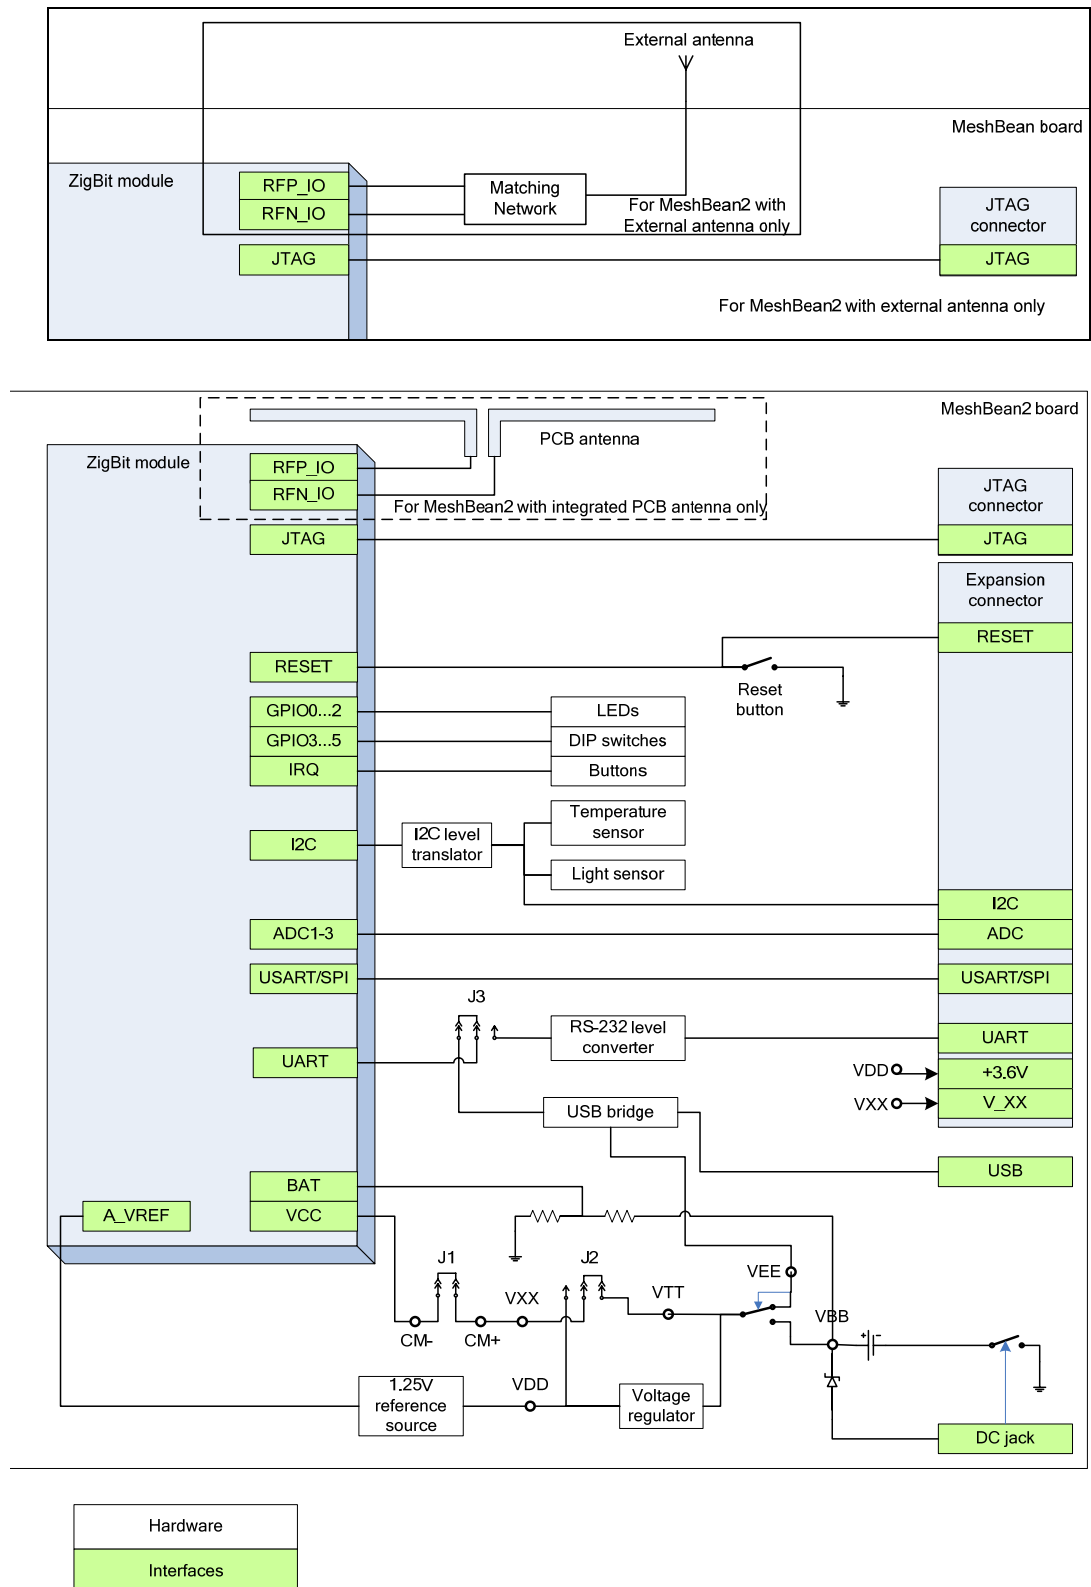 External antenna
MeshBean board
ZigBit module
RFP_IO
RFN_IO
JTAG
Matching
Network
For MeshBean2 with
External antenna only
JTAG
connector
JTAG
For MeshBean2 with external antenna only
MeshBean2 board
PCB antenna
ZigBit module
RFP_IO
RFN_IO
For MeshBean2 with integrated PCB antenna only
JTAG
JTAG
connector
JTAG
Expansion
connector
RESET
RESET
Reset
button
GPIO0...2
LEDs
GPIO3...5
DIP switches
IRQ
Buttons
Temperature
sensor
I2C
I2C level
translator
Light sensor
I2C
ADC1-3
ADC
USART/SPI
USART/SPI
J3
RS-232 level
converter
UART
UART
VDD
+3.6V
VXX
V_XX
USB bridge
USB
BAT
A_VREF
VCC
J1
J2
VEE
VTT
VXX
VBB
+
-
CM-
CM+
1.25V
reference
source
VDD
Voltage
regulator
DC jack
Hardware
Interfaces